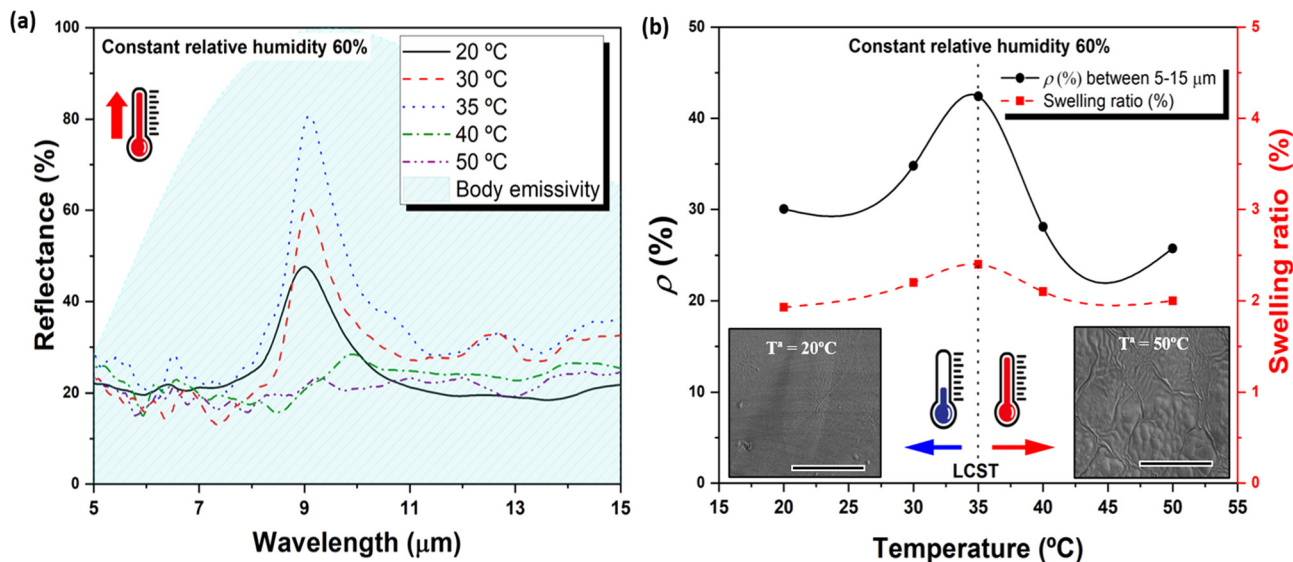 (a)
Constant relative humidity 60%
20 ºC
30 ºC
35 ºC
40 ºC
50 ºC
Body emissivity
Reflectance (%)
100
80
60
40
20
0
5
7
9
11
13
15
Wavelength (μm)
(b)
Constant relative humidity 60%
ρ (%) between 5-15 μm
Swelling ratio (%)
ρ (%)
50
40
30
20
10
0
Swelling ratio (%)
5
4
3
2
1
0
Tª = 20ºC
Tª = 50ºC
LCST
15
20
25
30
35
40
45
50
55
Temperature (ºC)